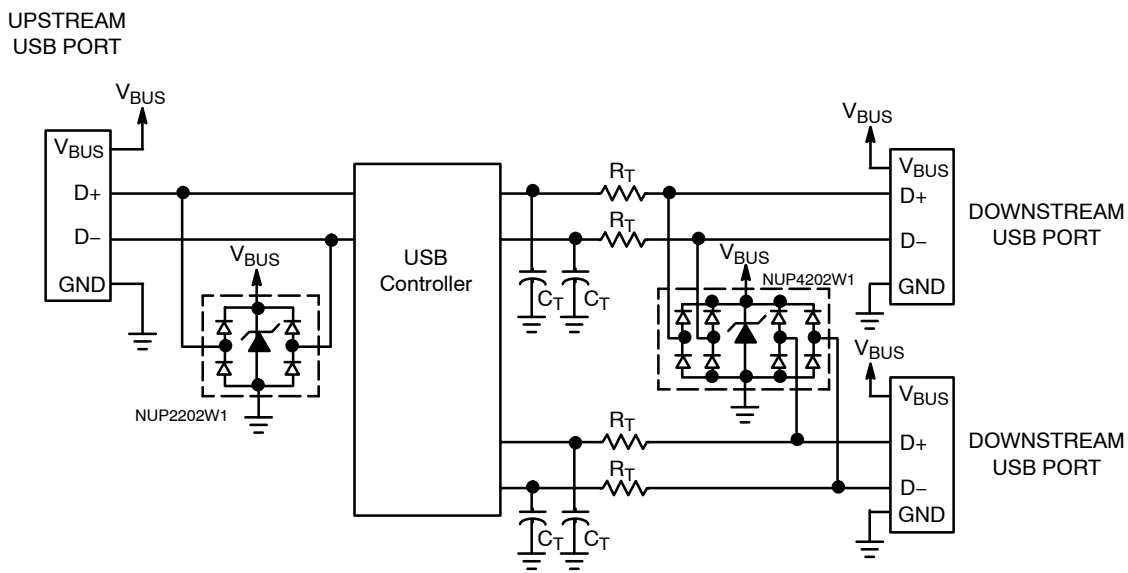 UPSTREAM
USB PORT
VBUS
VBUS
D+
D−
GND
VBUS
NUP2202W1
USB
Controller
RT
RT
CT
CT
VBUS
NUP4202W1
VBUS
VBUS
D+
D−
GND
DOWNSTREAM
USB PORT
RT
RT
CT
CT
VBUS
VBUS
D+
D−
GND
DOWNSTREAM
USB PORT